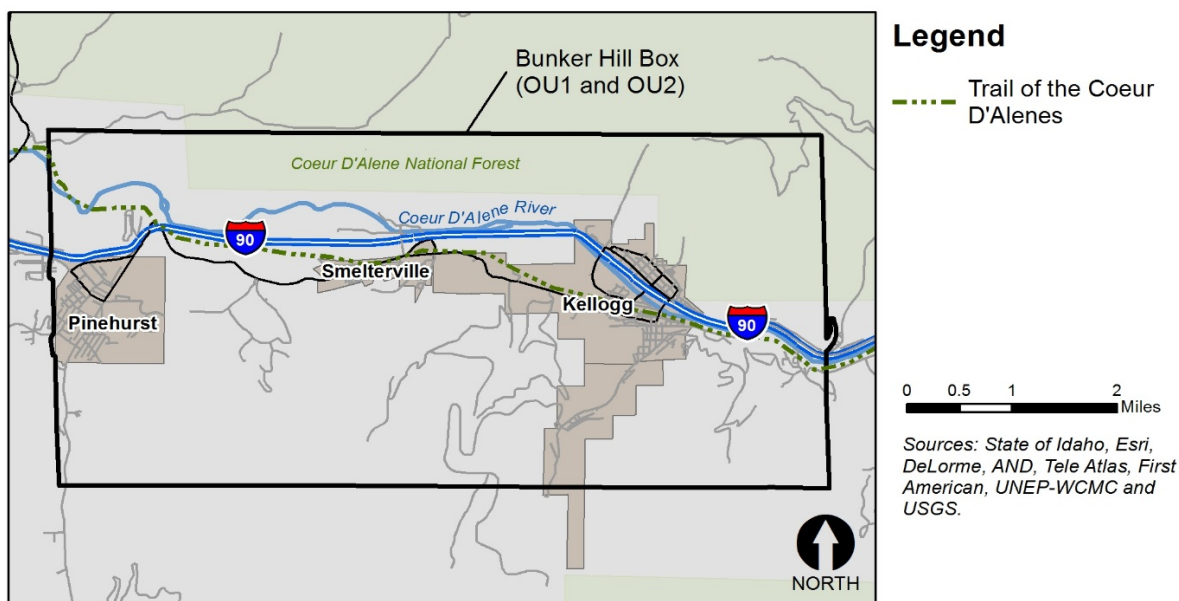 Bunker Hill Box
(OU1 and OU2)
Coeur D'Alene National Forest
Coeur D'Alene River
90
Smelterville
Pinehurst
Kellogg
90
NORTH
Legend
Trail of the Coeur
D'Alenes
0 0.5 1 2
Miles
Sources: State of Idaho, Esri,
DeLorme, AND, Tele Atlas, First
American, UNEP-WCMC and
USGS.